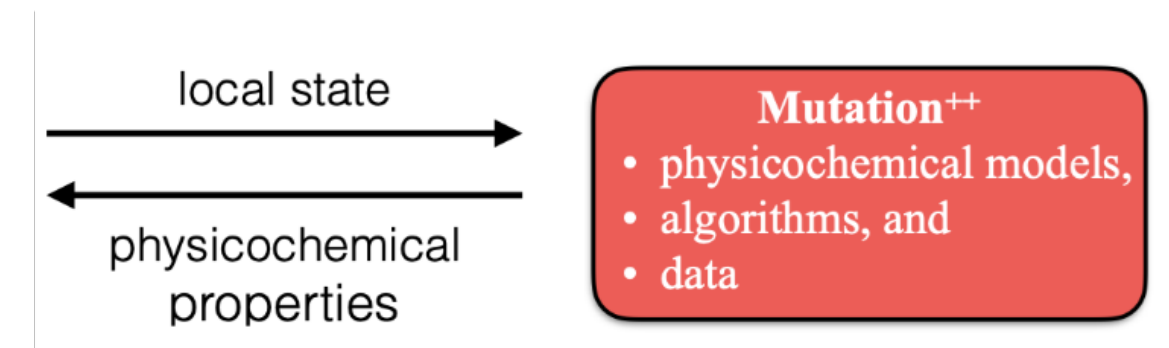 local state
physicochemical
properties
Mutation⁺⁺
• physicochemical models,
• algorithms, and
• data